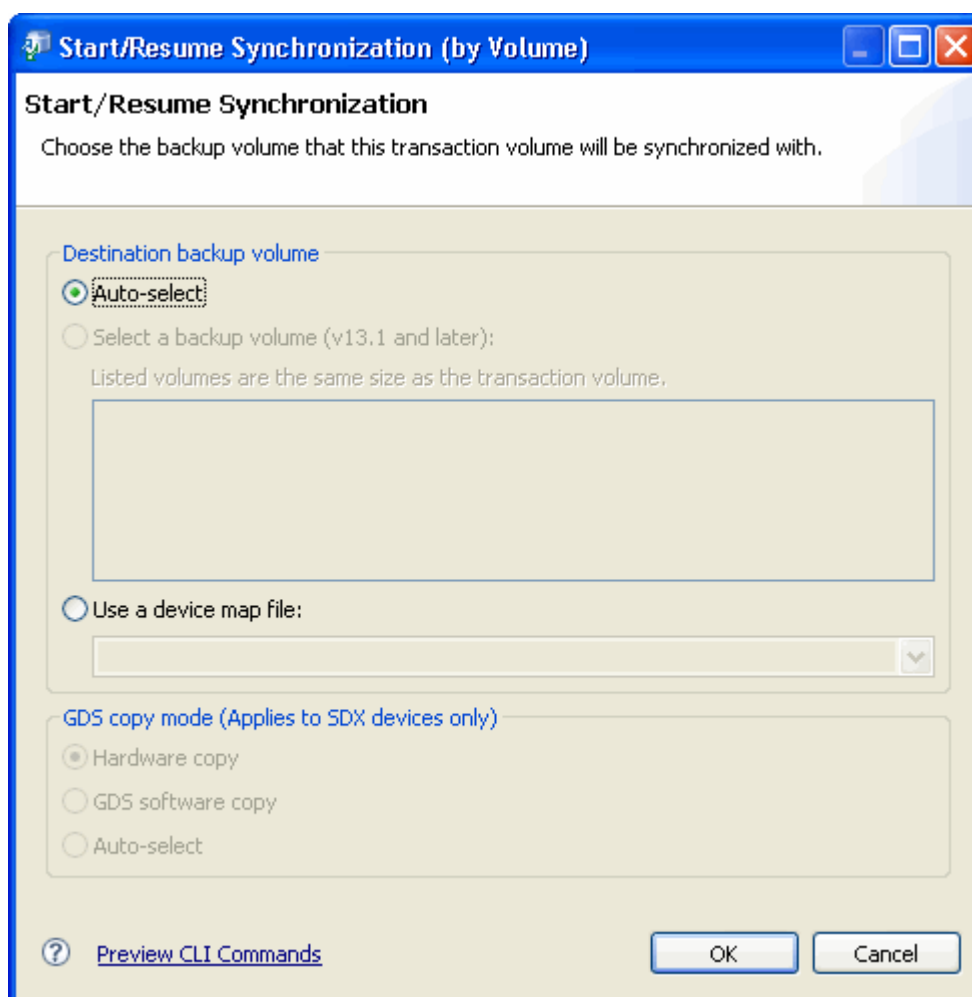 Start/Resume Synchronization (by Volume)
Start/Resume Synchronization
Choose the backup volume that this transaction volume will be synchronized with.
Destination backup volume
Auto-select
Select a backup volume (v13.1 and later):
Listed volumes are the same size as the transaction volume.
Use a device map file:
GDS copy mode (Applies to SDX devices only)
Hardware copy
GDS software copy
Auto-select
? Preview CLI Commands OK Cancel